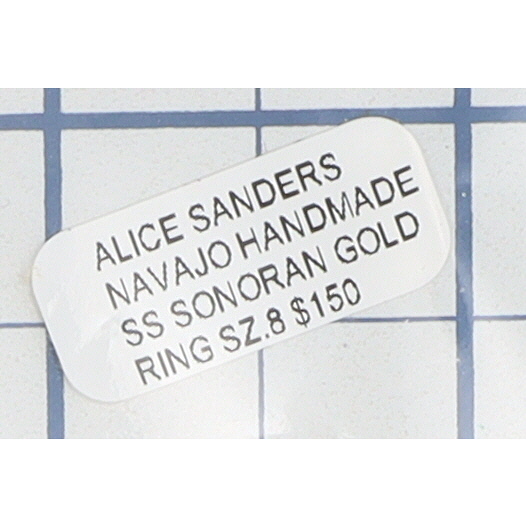 ALICE SANDERS
NAVAJO HANDMADE
SS SONORAN GOLD
RING SZ.8 $150